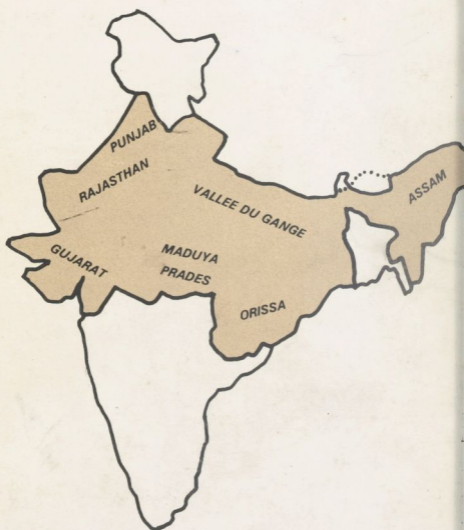 PUNJAB
RAJASTHAN
VALLEE DU GANGE
ASSAM
GUJARAT
MADUYA
PRADES
ORISSA